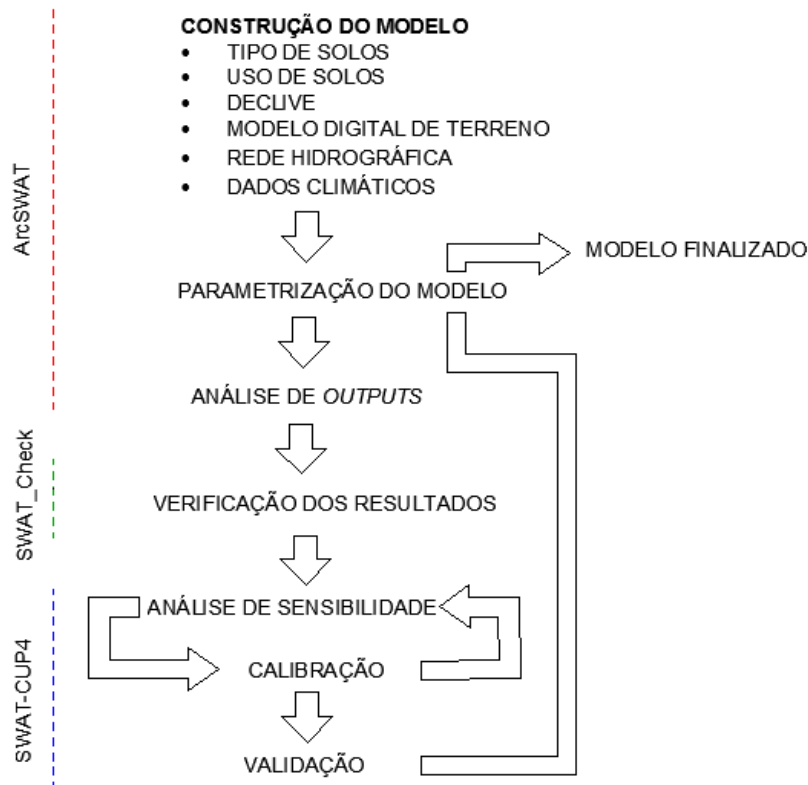 CONSTRUÇÃO DO MODELO
• TIPO DE SOLOS
• USO DE SOLOS
• DECLIVE
• MODELO DIGITAL DE TERRENO
• REDE HIDROGRÁFICA
• DADOS CLIMÁTICOS
ArcSWAT
MODELO FINALIZADO
PARAMETRIZAÇÃO DO MODELO
ANÁLISE DE OUTPUTS
SWAT_Check
VERIFICAÇÃO DOS RESULTADOS
SWAT-CUP4
ANÁLISE DE SENSIBILIDADE
CALIBRAÇÃO
VALIDAÇÃO